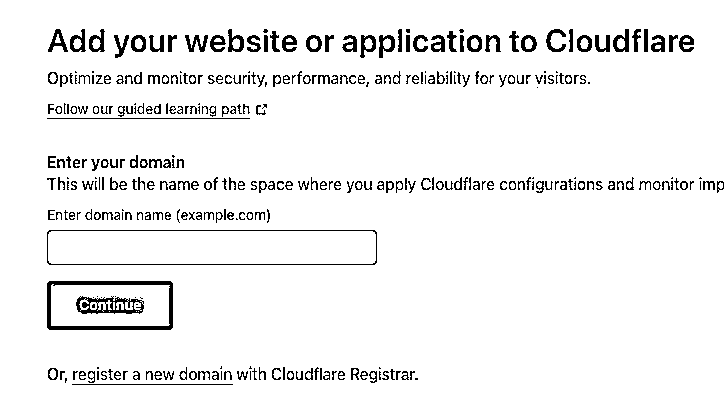 Add your website or application to Cloudflare
Optimize and monitor security, performance, and reliability for your visitors.
Follow our guided learning path
Enter your domain
This will be the name of the space where you apply Cloudflare configurations and monitor imp
Enter domain name (example.com)
Continue
Or, register a new domain with Cloudflare Registrar.